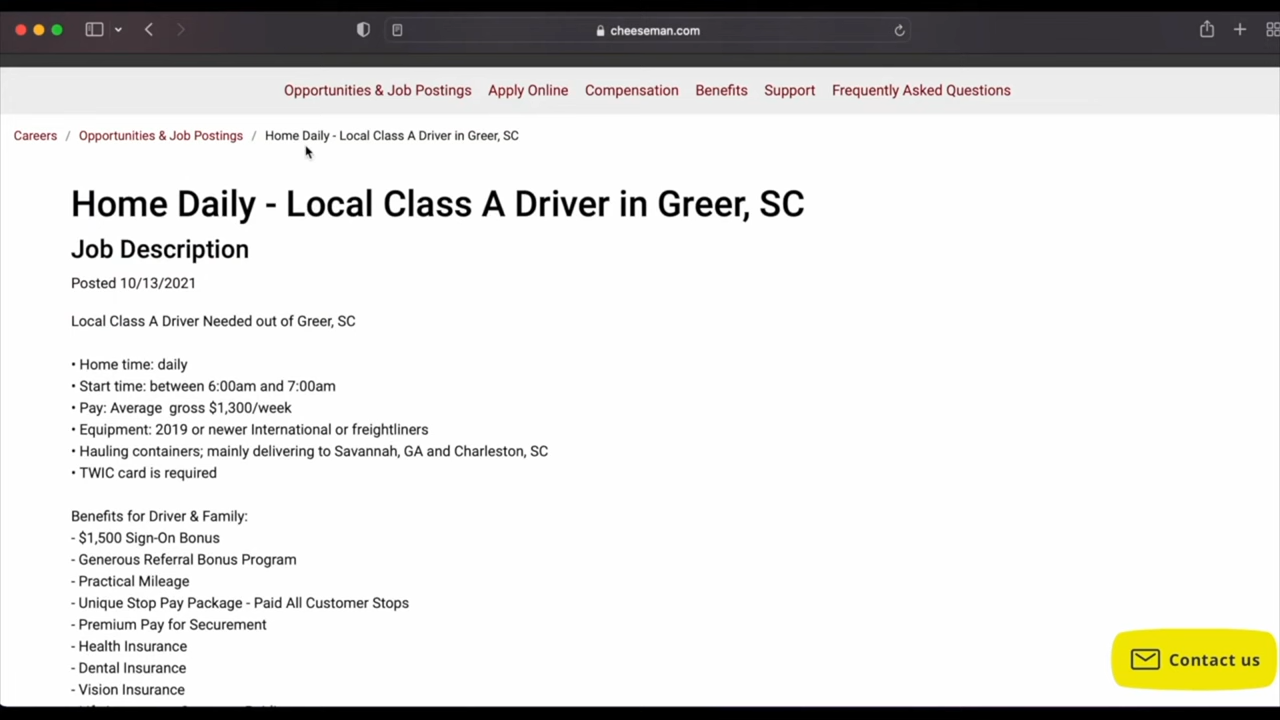 cheeseman.com
Opportunities & Job Postings Apply Online Compensation Benefits Support Frequently Asked Questions
Careers / Opportunities & Job Postings / Home Daily - Local Class A Driver in Greer, SC
Home Daily - Local Class A Driver in Greer, SC
Job Description
Posted 10/13/2021
Local Class A Driver Needed out of Greer, SC
• Home time: daily
• Start time: between 6:00am and 7:00am
• Pay: Average gross $1,300/week
• Equipment: 2019 or newer International or freightliners
• Hauling containers; mainly delivering to Savannah, GA and Charleston, SC
• TWIC card is required
Benefits for Driver & Family:
- $1,500 Sign-On Bonus
- Generous Referral Bonus Program
- Practical Mileage
- Unique Stop Pay Package - Paid All Customer Stops
- Premium Pay for Securement
- Health Insurance
- Dental Insurance
- Vision Insurance
Contact us